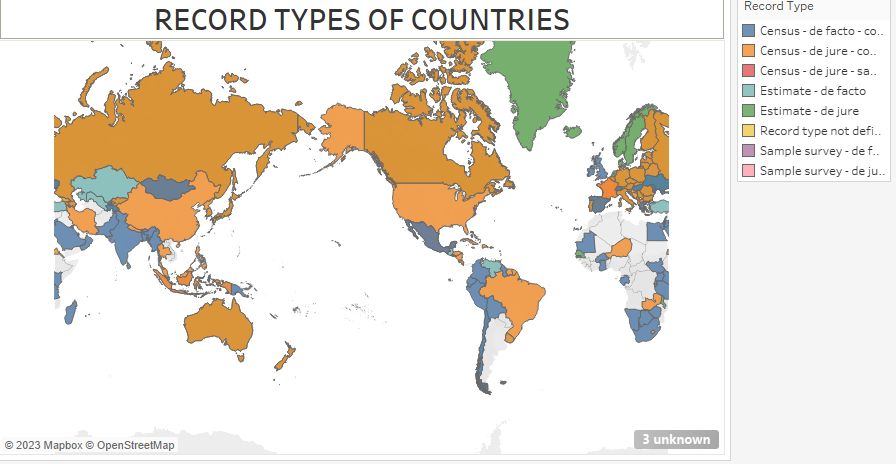 RECORD TYPES OF COUNTRIES
Record Type
Census - de facto - co..
Census - de jure - co..
Census - de jure - sa..
Estimate - de facto
Estimate - de jure
Record type not defi..
Sample survey - de f..
Sample survey - de ju..
© 2023 Mapbox © OpenStreetMap
3 unknown